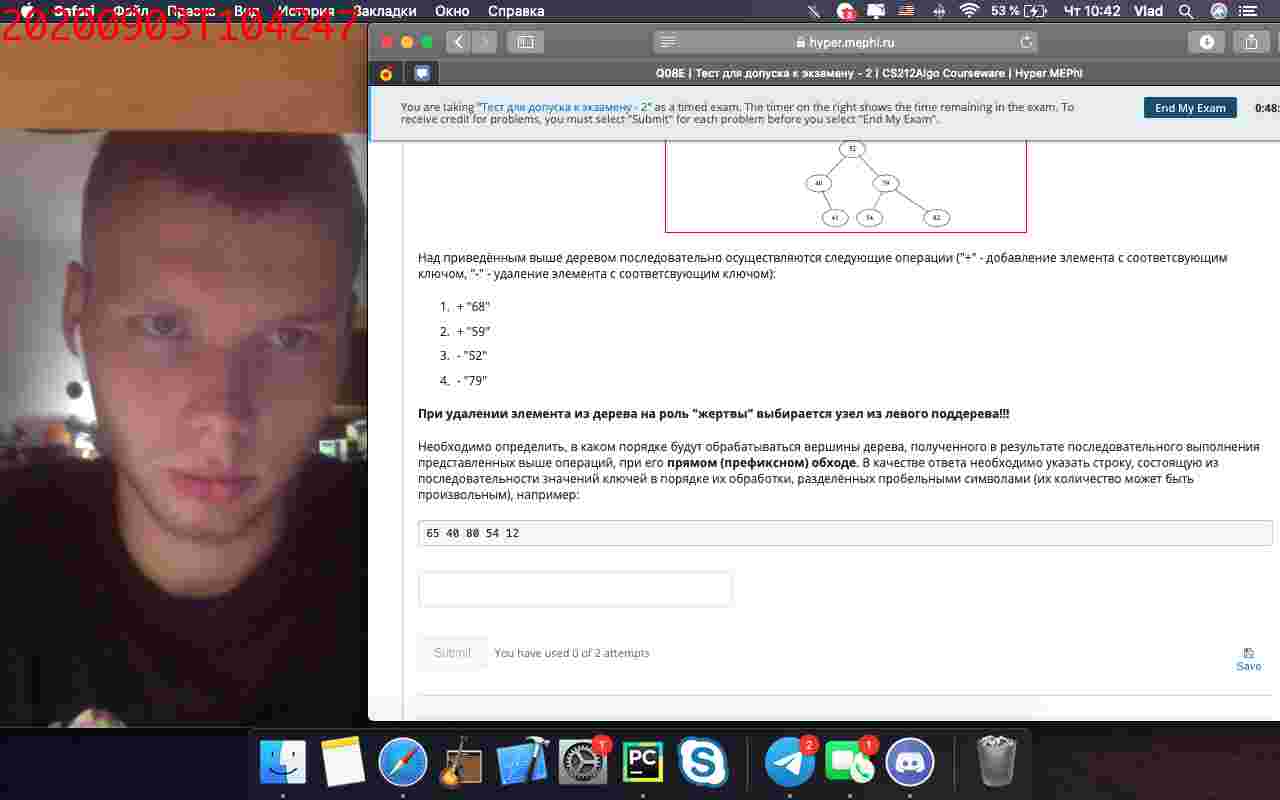 Safari Файл Правка Вид История Закладки Окно Справка 53 % Чт 10:42 Vlad
20200903T104247
hyper.mephi.ru
Q08E | Тест для допуска к экзамену - 2 | CS212Algo Courseware | Hyper.MEPhI
You are taking "Тест для допуска к экзамену - 2" as a timed exam. The timer on the right shows the time remaining in the exam. To
receive credit for problems, you must select "Submit" for each problem before you select "End My Exam".
End My Exam
0:48:
52
79
54
Над приведённым выше деревом последовательно осуществляются следующие операции ("+" - добавление элемента с соответсвующим
ключом, "-" - удаление элемента с соответсвующим ключом):
1. + "68"
2. + "59"
3. - "52"
4. - "79"
При удалении элемента из дерева на роль "жертвы" выбирается узел из левого поддерева!!!
Необходимо определить, в каком порядке будут обрабатываться вершины дерева, полученного в результате последовательного выполнения
представленных выше операций, при его прямом (префиксном) обходе. В качестве ответа необходимо указать строку, состоящую из
последовательности значений ключей в порядке их обработки, разделённых пробельными символами (их количество может быть
произвольным), например:
65 40 80 54 12
Submit
You have used 0 of 2 attempts
Save
PC
2
1